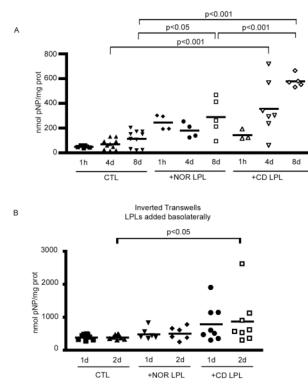 A
p<0.001
p<0.05 p<0.001
p<0.001
nmol pNP/mg prot
800
600
400
200
0
1h 4d 8d 1h 4d 8d 1h 4d 8d
CTL +NOR LPL +CD LPL
B
Inverted Transwells
LPLs added basolaterally
p<0.05
nmol pNP/mg prot
3000
2000
1000
0
1d 2d 1d 2d 1d 2d
CTL +NOR LPL +CD LPL